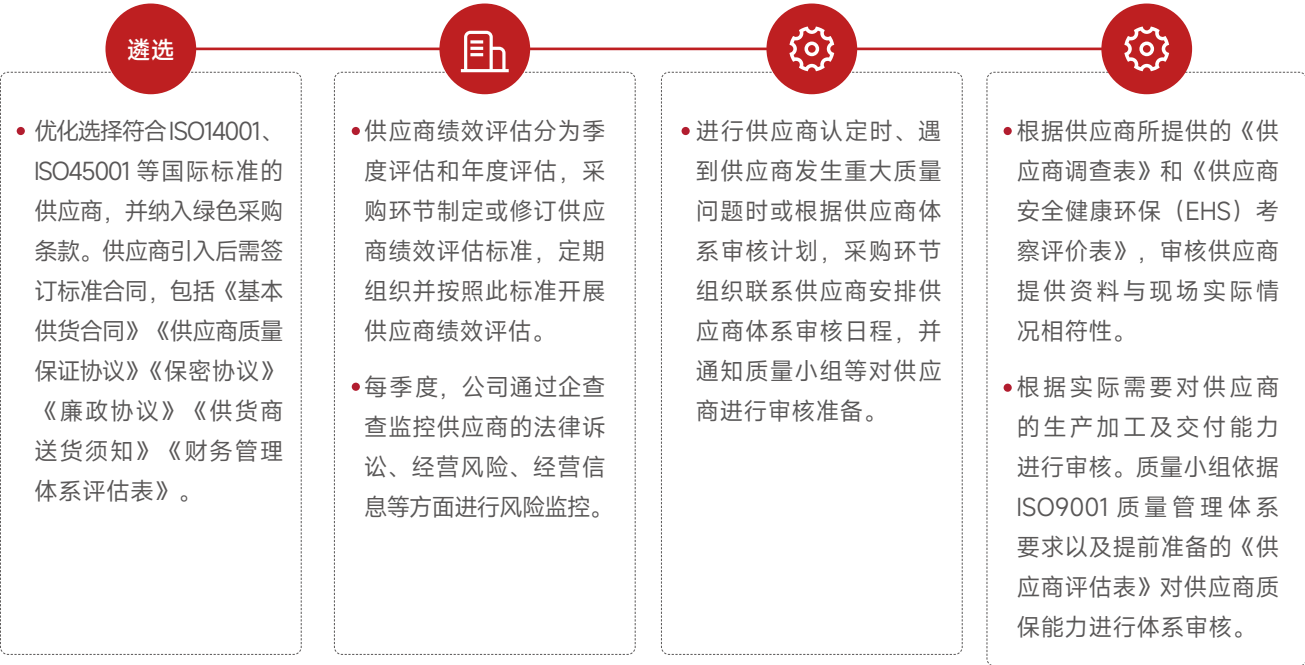 遴选
优化选择符合ISO14001、
ISO45001 等国际标准的
供应商，并纳入绿色采购
条款。供应商引入后需签
订标准合同，包括《基本
供货合同》《供应商质量
保证协议》《保密协议》
《廉政协议》《供货商
送货须知》《财务管理
体系评估表》。
供应商绩效评估分为季
度评估和年度评估，采
购环节制定或修订供应
商绩效评估标准，定期
组织并按照此标准开展
供应商绩效评估。
每季度，公司通过企查
查监控供应商的法律诉
讼、经营风险、经营信
息等方面进行风险监控。
进行供应商认定时、遇
到供应商发生重大质量
问题时或根据供应商体
系审核计划，采购环节
组织联系供应商安排供
应商体系审核日程，并
通知质量小组等对供应
商进行审核准备。
根据供应商所提供的《供
应商调查表》和《供应商
安全健康环保（EHS）考
察评价表》，审核供应商
提供资料与现场实际情
况相符性。
根据实际需要对供应商
的生产加工及交付能力
进行审核。质量小组依据
ISO9001 质量管理体系
要求以及提前准备的《供
应商评估表》对供应商质
保能力进行体系审核。